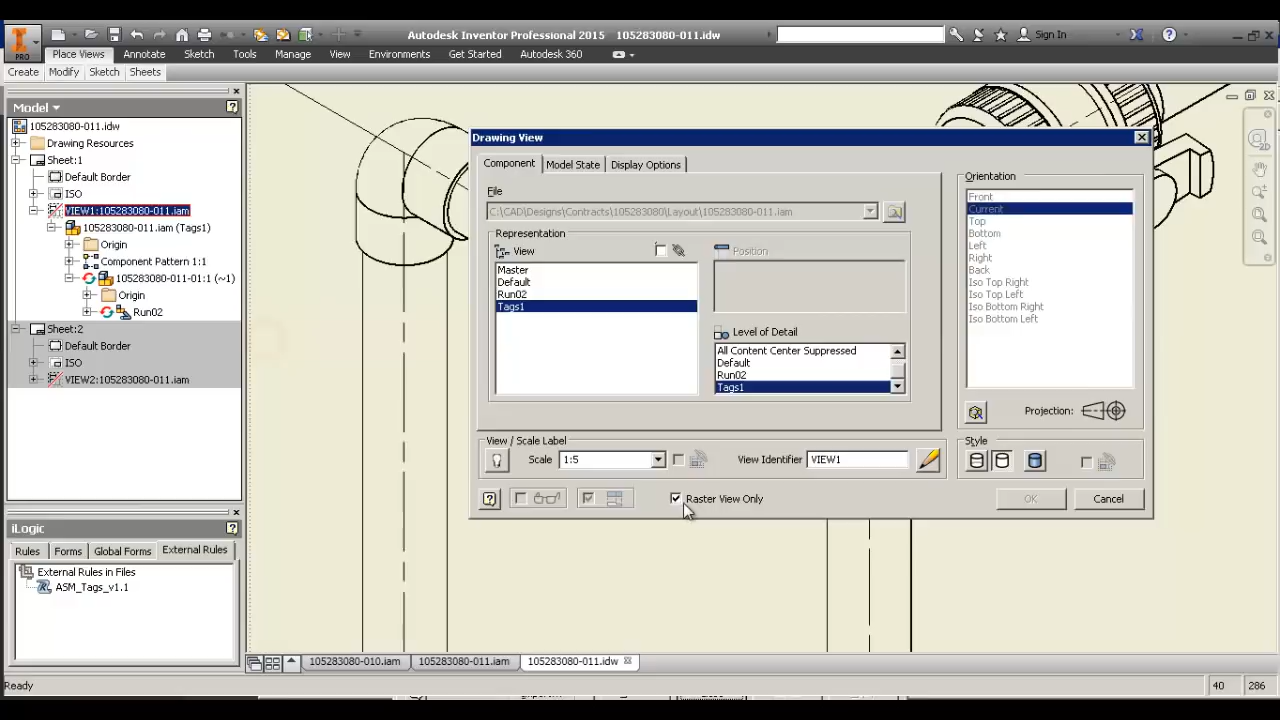 Autodesk Inventor Professional 2015 105283080-011.idw
Sign In
PRO
Place Views Annotate Sketch Tools Manage View Environments Get Started Autodesk 360
Create Modify Sketch Sheets
Model
105283080-011.idw
Drawing Resources
Sheet:1
Default Border
ISO
VIEW1:105283080-011.iam
105283080-011.iam (Tags1)
Origin
Component Pattern 1:1
105283080-011-01:1 (~1)
Origin
Run02
Sheet:2
Default Border
ISO
VIEW2:105283080-011.iam
iLogic
Rules Forms Global Forms External Rules
External Rules in Files
ASM_Tags_v1.1
Drawing View
Component Model State Display Options
File
C:\CAD\Designs\Contracts\105283080\Layout\105283080-011.iam
Representation
View
Master
Default
Run02
Tags1
Position
Level of Detail
All Content Center Suppressed
Default
Run02
Tags1
Orientation
Front
Current
Top
Bottom
Left
Right
Back
Iso Top Right
Iso Top Left
Iso Bottom Right
Iso Bottom Left
Projection:
View / Scale Label
Scale 1:5 View Identifier VIEW1
Style
Raster View Only
OK Cancel
2D
105283080-010.iam 105283080-011.iam 105283080-011.idw
Ready 40 286